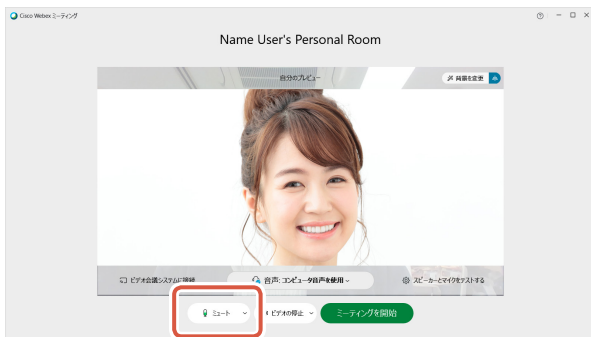 Cisco Webex ミーティング
Name User's Personal Room
自分のプレビュー
背景を変更
ビデオ会議システムに接続
音声: コンピュータ音声を使用
スピーカーとマイクをテストする
ミュート
ビデオの停止
ミーティングを開始